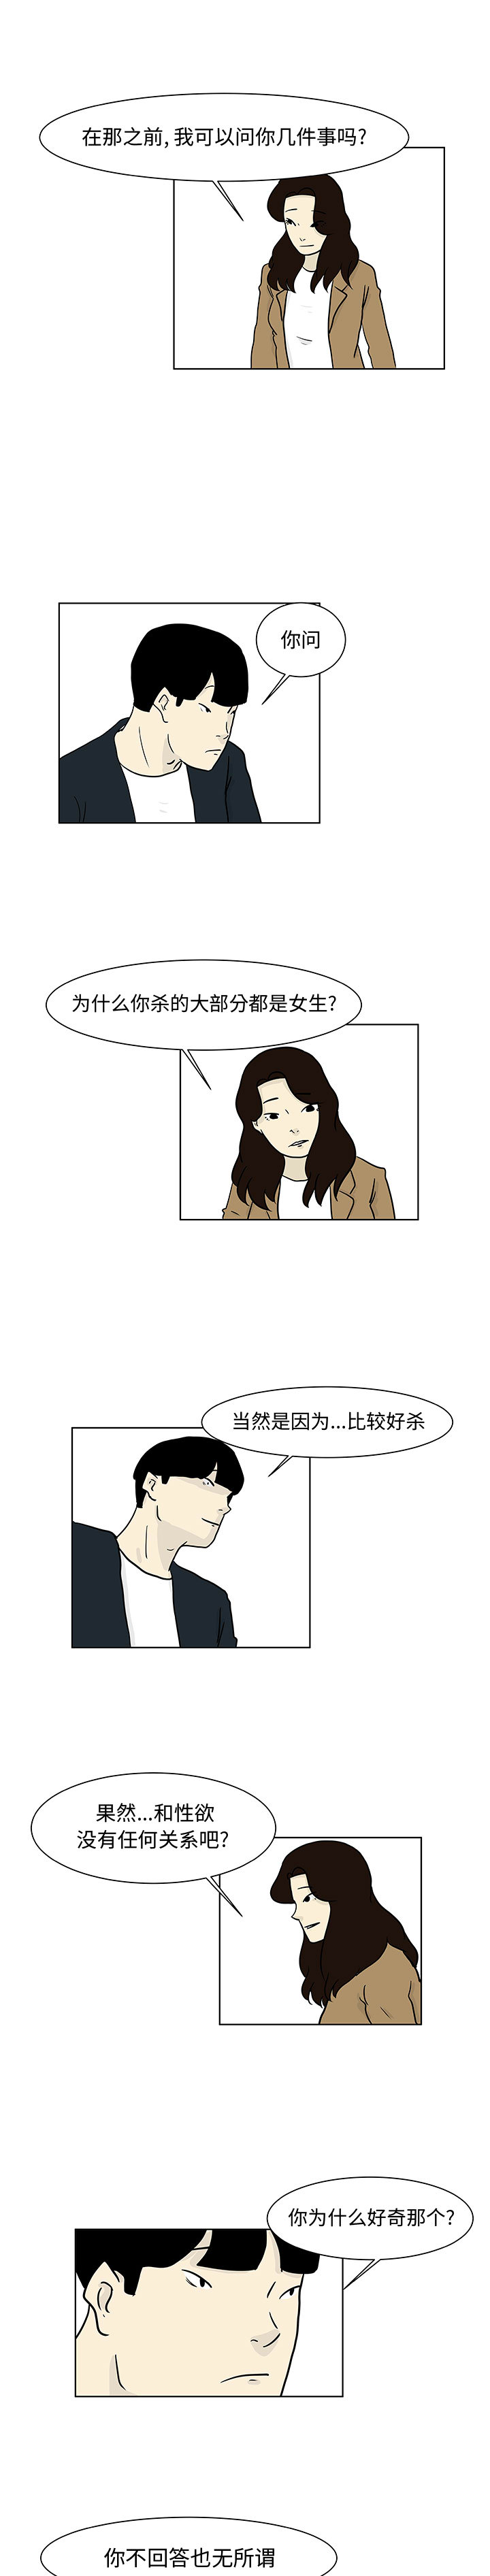 在那之前, 我可以问你几件事吗?
你问
为什么你杀的大部分都是女生?
当然是因为...比较好杀
果然...和性欲
没有任何关系吧?
你为什么好奇那个?
你不回答也无所谓